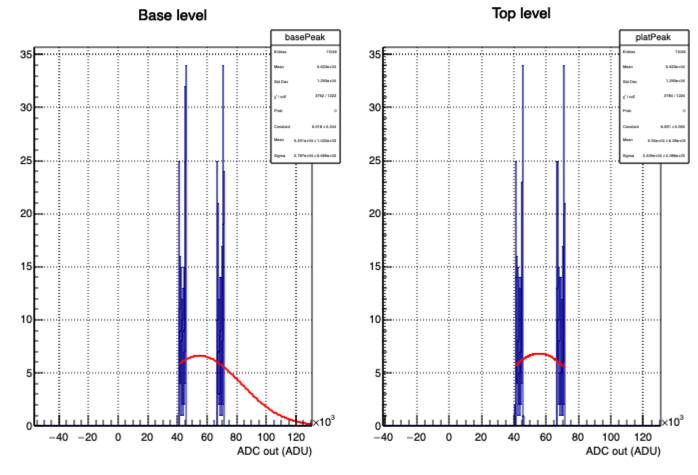 Base level
Top level
basePeak
Entries
Mean
Std Dev
χ² / ndf
Prob 0
Constant
Mean
Sigma
35
30
25
20
15
10
5
0
−40 −20 0 20 40 60 80 100 120
×10³
ADC out (ADU)
platPeak
Entries
Mean
Std Dev
χ² / ndf
Prob 0
Constant
Mean
Sigma
35
30
25
20
15
10
5
0
−40 −20 0 20 40 60 80 100 120
×10³
ADC out (ADU)